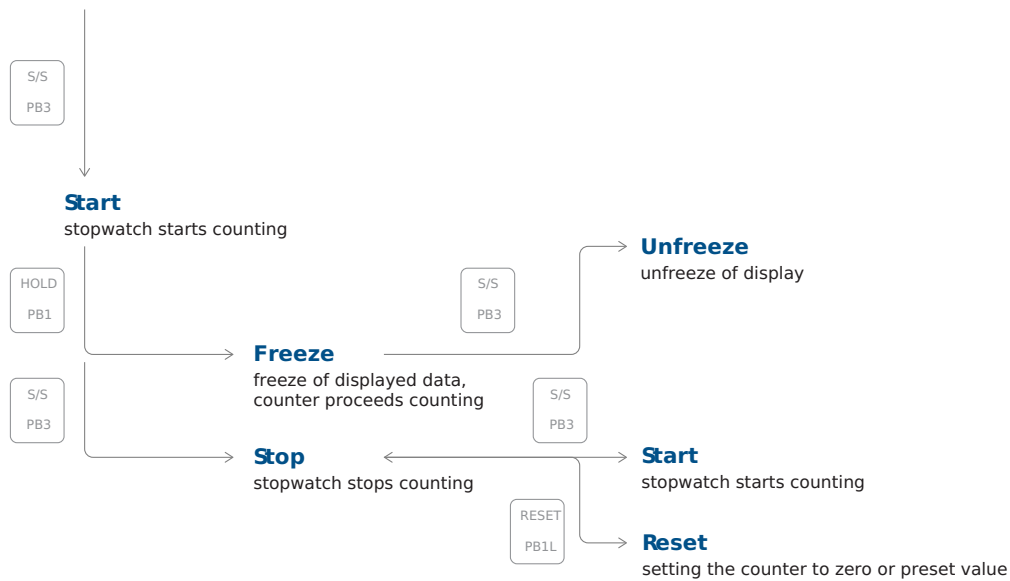 S/S
PB3
Start
stopwatch starts counting
HOLD
PB1
S/S
PB3
Unfreeze
unfreeze of display
Freeze
freeze of displayed data,
counter proceeds counting
S/S
PB3
S/S
PB3
Stop
stopwatch stops counting
Start
stopwatch starts counting
RESET
PB1L
Reset
setting the counter to zero or preset value